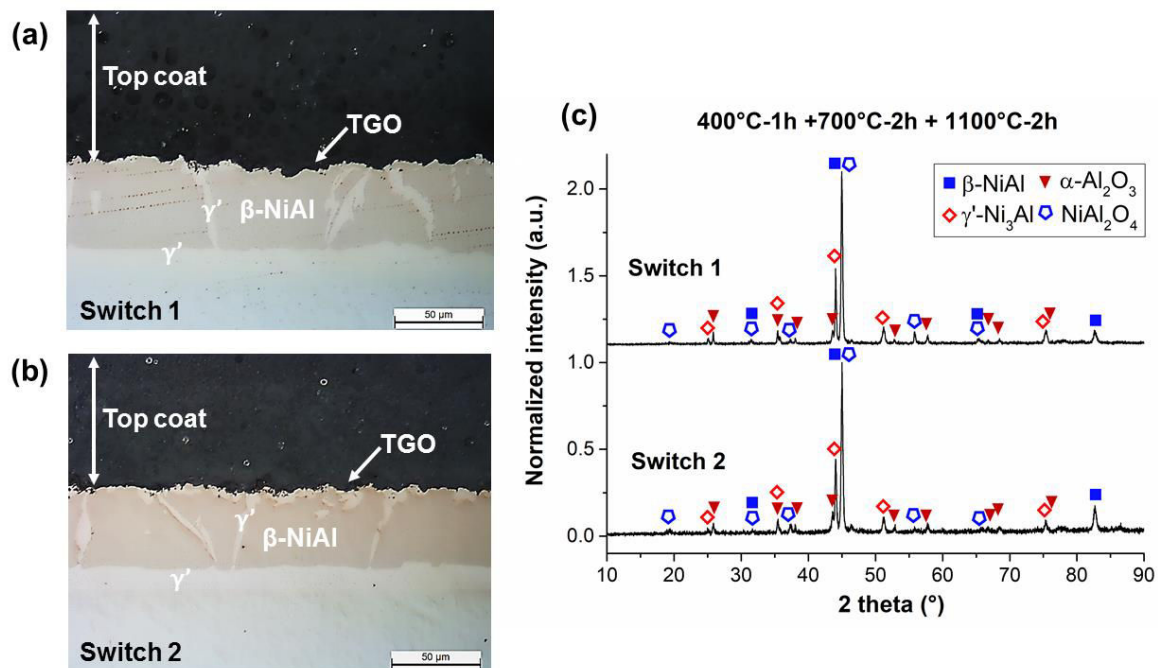 (a)
Top coat
TGO
γ’
β-NiAl
γ’
Switch 1
50 µm
(b)
Top coat
TGO
γ’
β-NiAl
γ’
Switch 2
50 µm
(c)
400°C-1h +700°C-2h + 1100°C-2h
β-NiAl α-Al₂O₃
γ'-Ni₃Al NiAl₂O₄
Switch 1
Switch 2
Normalized intensity (a.u.)
2.0
1.5
1.0
0.5
0.0
10 20 30 40 50 60 70 80 90
2 theta (°)